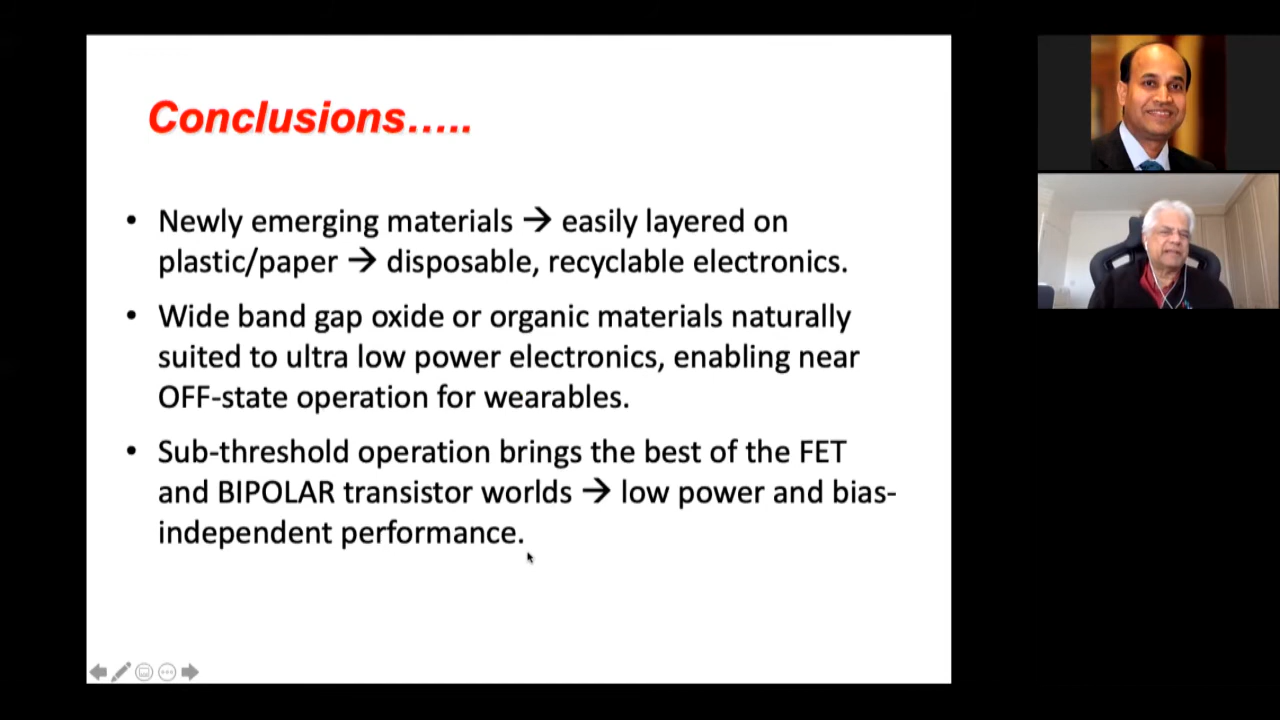 Conclusions.....
• Newly emerging materials → easily layered on
plastic/paper → disposable, recyclable electronics.
• Wide band gap oxide or organic materials naturally
suited to ultra low power electronics, enabling near
OFF-state operation for wearables.
• Sub-threshold operation brings the best of the FET
and BIPOLAR transistor worlds → low power and bias-
independent performance.